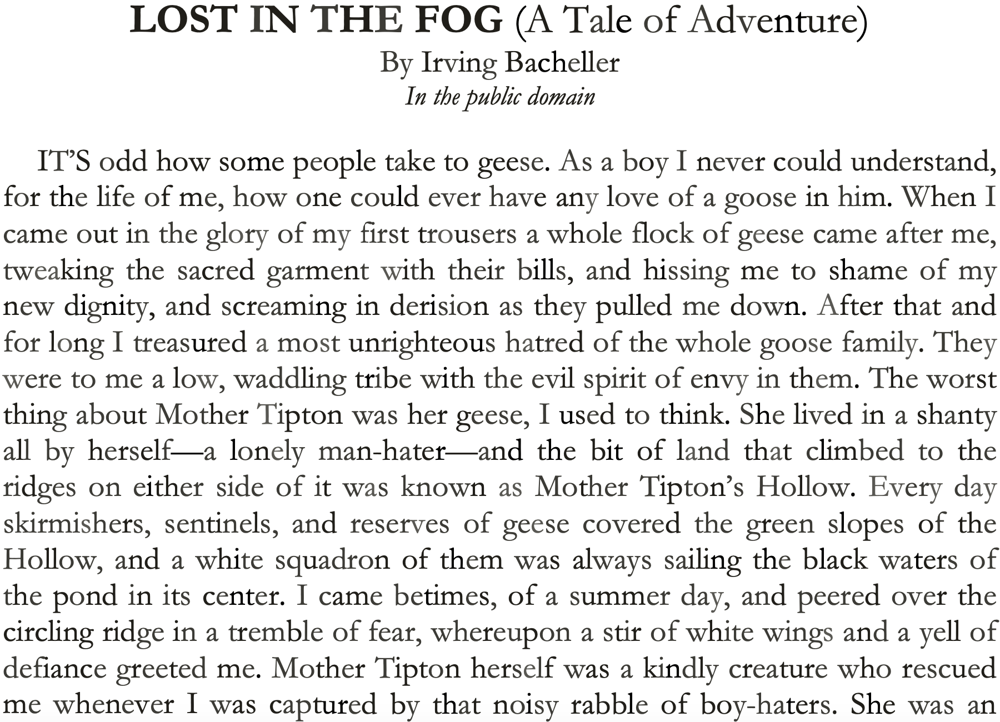 LOST IN THE FOG (A Tale of Adventure)
By Irving Bacheller
In the public domain
IT’S odd how some people take to geese. As a boy I never could understand,
for the life of me, how one could ever have any love of a goose in him. When I
came out in the glory of my first trousers a whole flock of geese came after me,
tweaking the sacred garment with their bills, and hissing me to shame of my
new dignity, and screaming in derision as they pulled me down. After that and
for long I treasured a most unrighteous hatred of the whole goose family. They
were to me a low, waddling tribe with the evil spirit of envy in them. The worst
thing about Mother Tipton was her geese, I used to think. She lived in a shanty
all by herself—a lonely man-hater—and the bit of land that climbed to the
ridges on either side of it was known as Mother Tipton’s Hollow. Every day
skirmishers, sentinels, and reserves of geese covered the green slopes of the
Hollow, and a white squadron of them was always sailing the black waters of
the pond in its center. I came betimes, of a summer day, and peered over the
circling ridge in a tremble of fear, whereupon a stir of white wings and a yell of
defiance greeted me. Mother Tipton herself was a kindly creature who rescued
me whenever I was captured by that noisy rabble of boy-haters. She was an